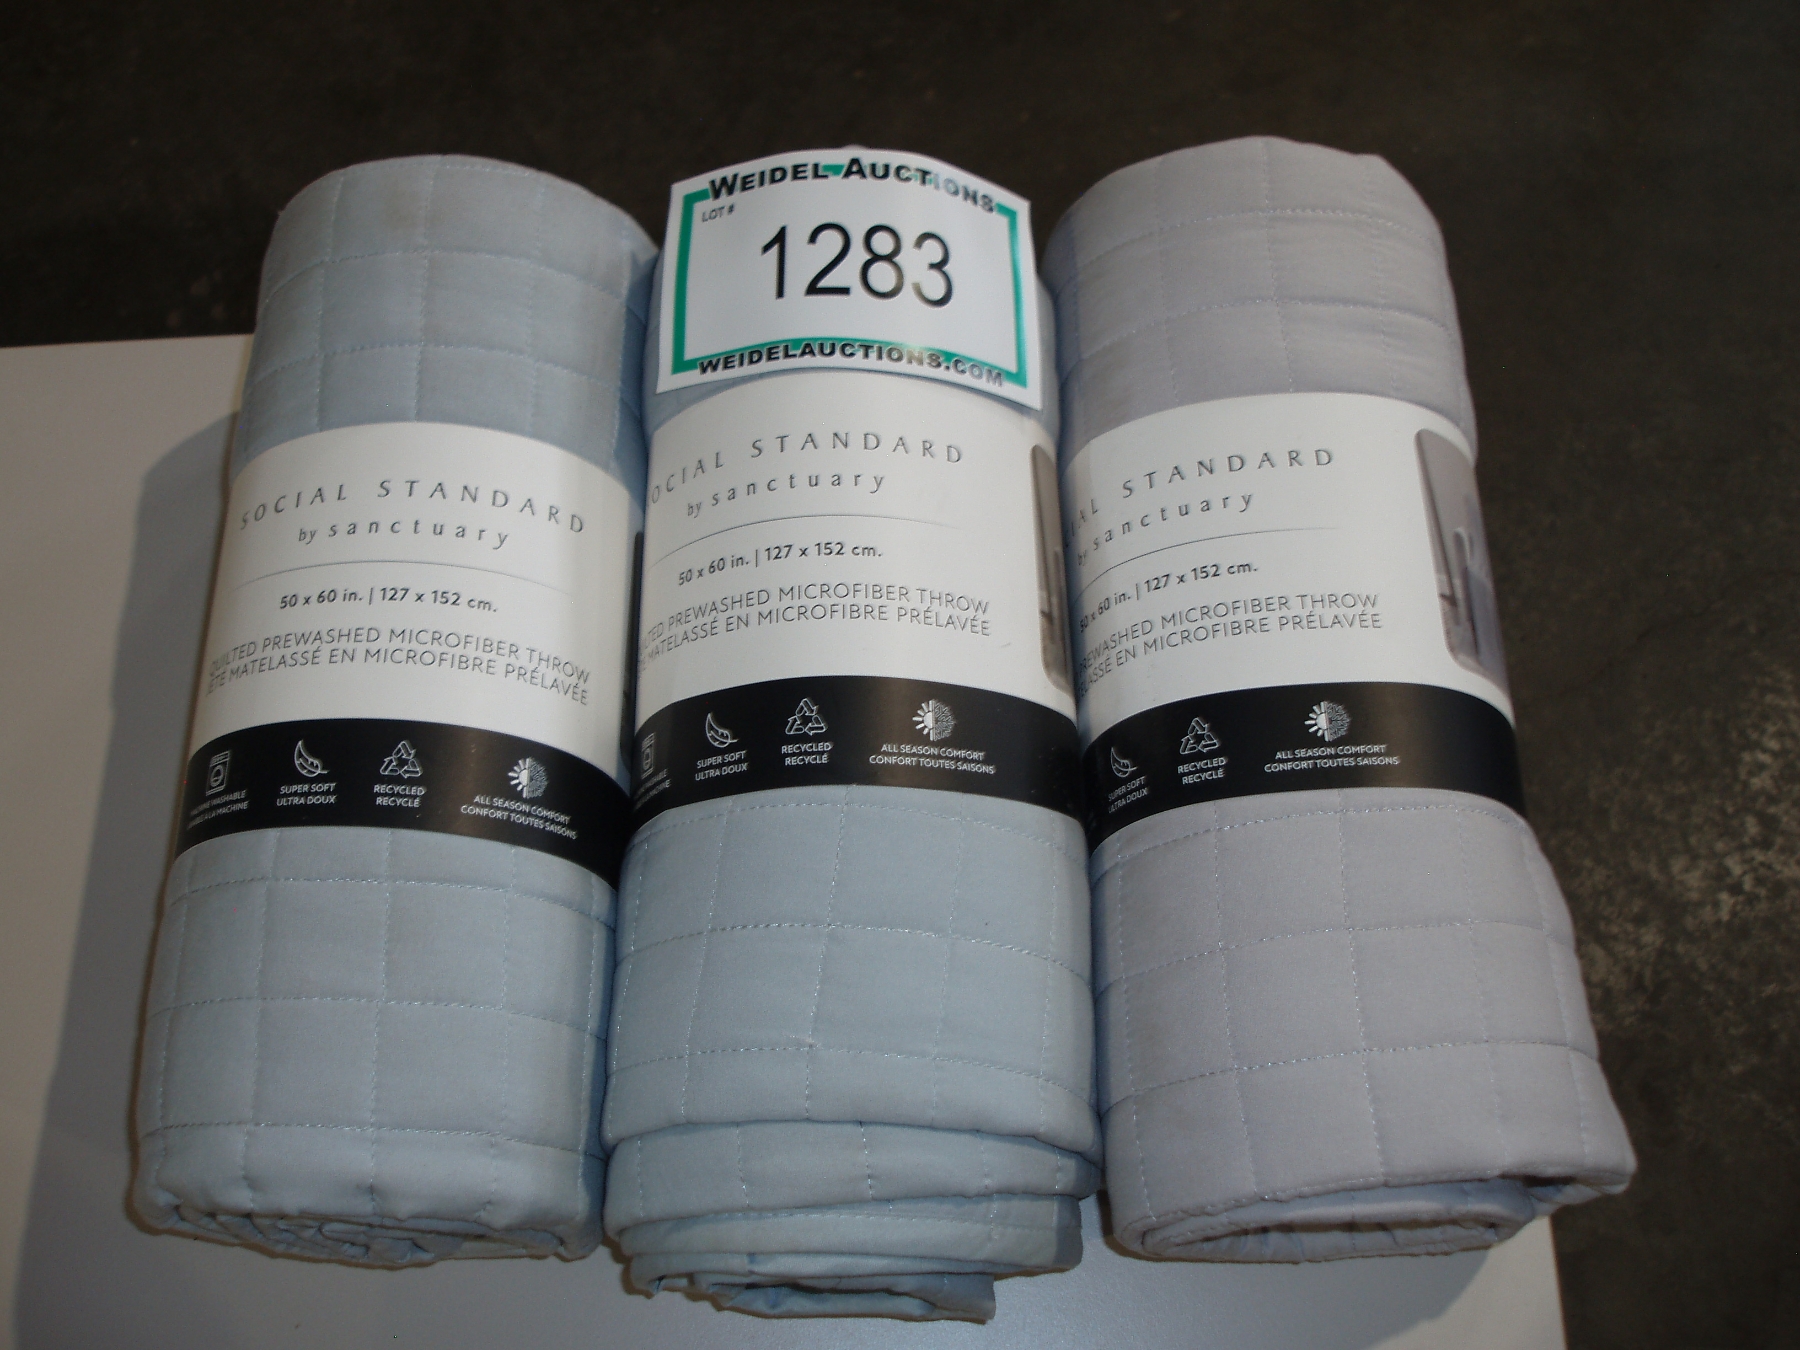 WEIDEL AUCTIONS
LOT #
1283
WEIDELAUCTIONS.COM
SOCIAL STANDARD
by sanctuary
50 x 60 in. | 127 x 152 cm.
QUILTED PREWASHED MICROFIBER THROW
MATELASSÉ EN MICROFIBRE PRÉLAVÉE
WASHABLE
À LA MACHINE
SUPER SOFT
ULTRA DOUX
RECYCLED
RECYCLÉ
ALL SEASON COMFORT
CONFORT TOUTES SAISONS
STANDARD
by sanctuary
50 x 60 in. | 127 x 152 cm.
PREWASHED MICROFIBER THROW
MATELASSÉ EN MICROFIBRE PRÉLAVÉE
SUPER SOFT
ULTRA DOUX
RECYCLED
RECYCLÉ
ALL SEASON COMFORT
CONFORT TOUTES SAISONS
STANDARD
by sanctuary
50 x 60 in. | 127 x 152 cm.
MICROFIBER THROW
EN MICROFIBRE PRÉLAVÉE
SUPER SOFT
ULTRA DOUX
RECYCLED
RECYCLÉ
ALL SEASON COMFORT
CONFORT TOUTES SAISONS